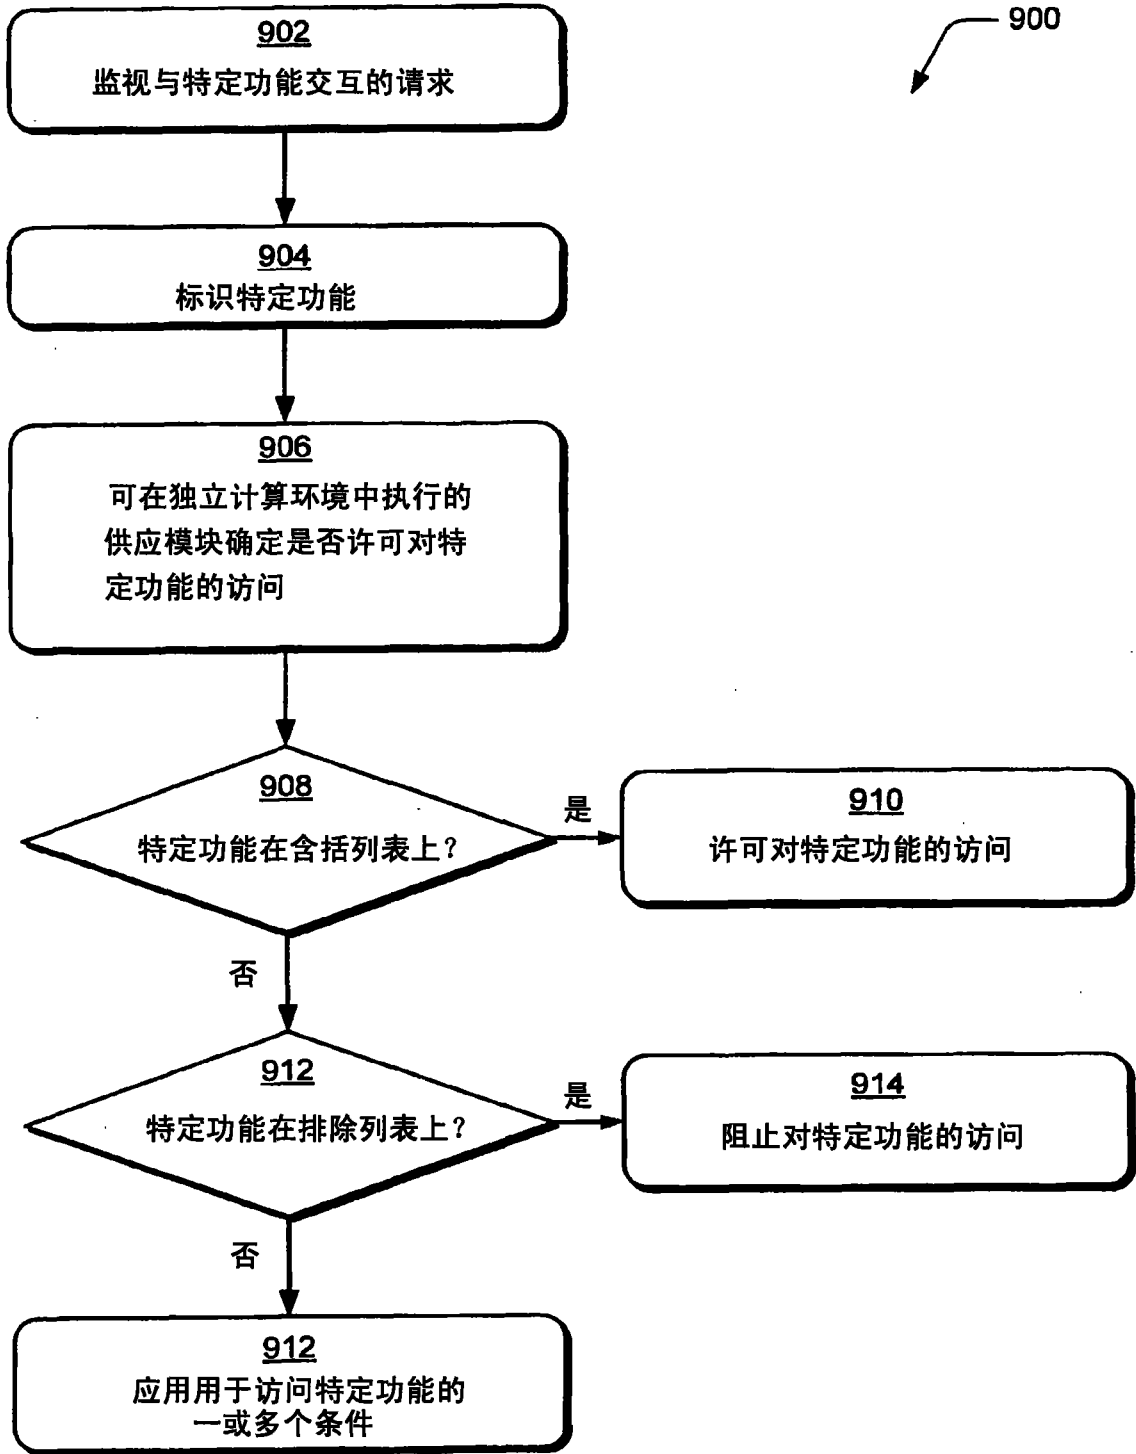 900
902
监视与特定功能交互的请求
904
标识特定功能
906
可在独立计算环境中执行的
供应模块确定是否许可对特
定功能的访问
908
特定功能在含括列表上?
是
910
许可对特定功能的访问
否
912
特定功能在排除列表上?
是
914
阻止对特定功能的访问
否
912
应用用于访问特定功能的
一或多个条件